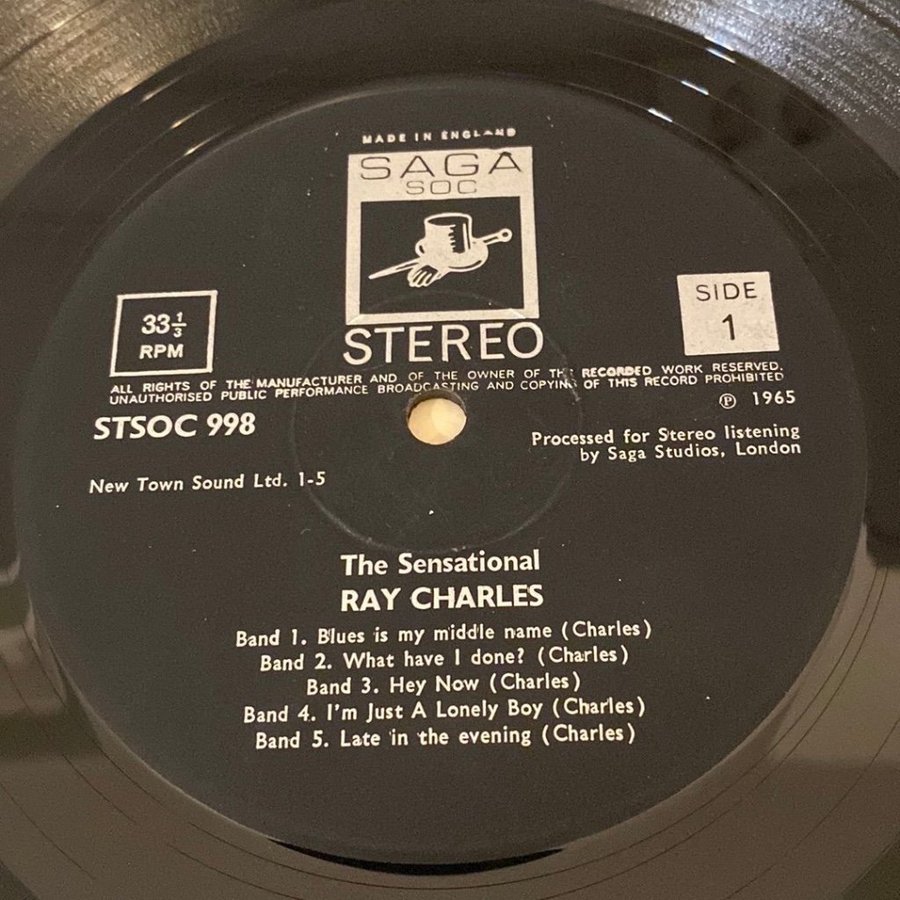 MADE IN ENGLAND
SAGA
SOC
STEREO
33⅓
RPM
SIDE
1
ALL RIGHTS OF THE MANUFACTURER AND OF THE OWNER OF THE RECORDED WORK RESERVED.
UNAUTHORISED PUBLIC PERFORMANCE BROADCASTING AND COPYING OF THIS RECORD PROHIBITED
℗ 1965
STSOC 998
Processed for Stereo listening
by Saga Studios, London
New Town Sound Ltd. 1-5
The Sensational
RAY CHARLES
Band 1. Blues is my middle name (Charles)
Band 2. What have I done? (Charles)
Band 3. Hey Now (Charles)
Band 4. I'm Just A Lonely Boy (Charles)
Band 5. Late in the evening (Charles)